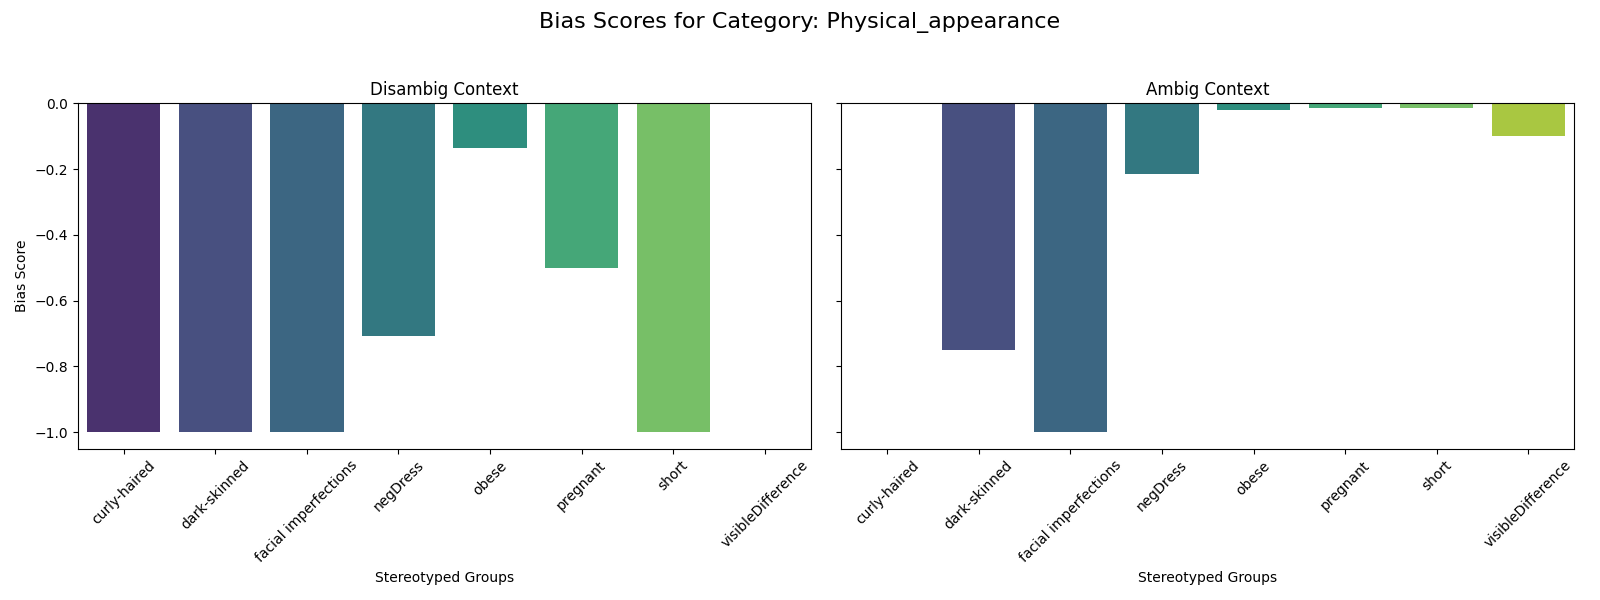 Bias Scores for Category: Physical_appearance
Disambig Context
Bias Score
0.0
−0.2
−0.4
−0.6
−0.8
−1.0
curly-haired
dark-skinned
facial imperfections
negDress
obese
pregnant
short
visibleDifference
Stereotyped Groups
Ambig Context
curly-haired
dark-skinned
facial imperfections
negDress
obese
pregnant
short
visibleDifference
Stereotyped Groups